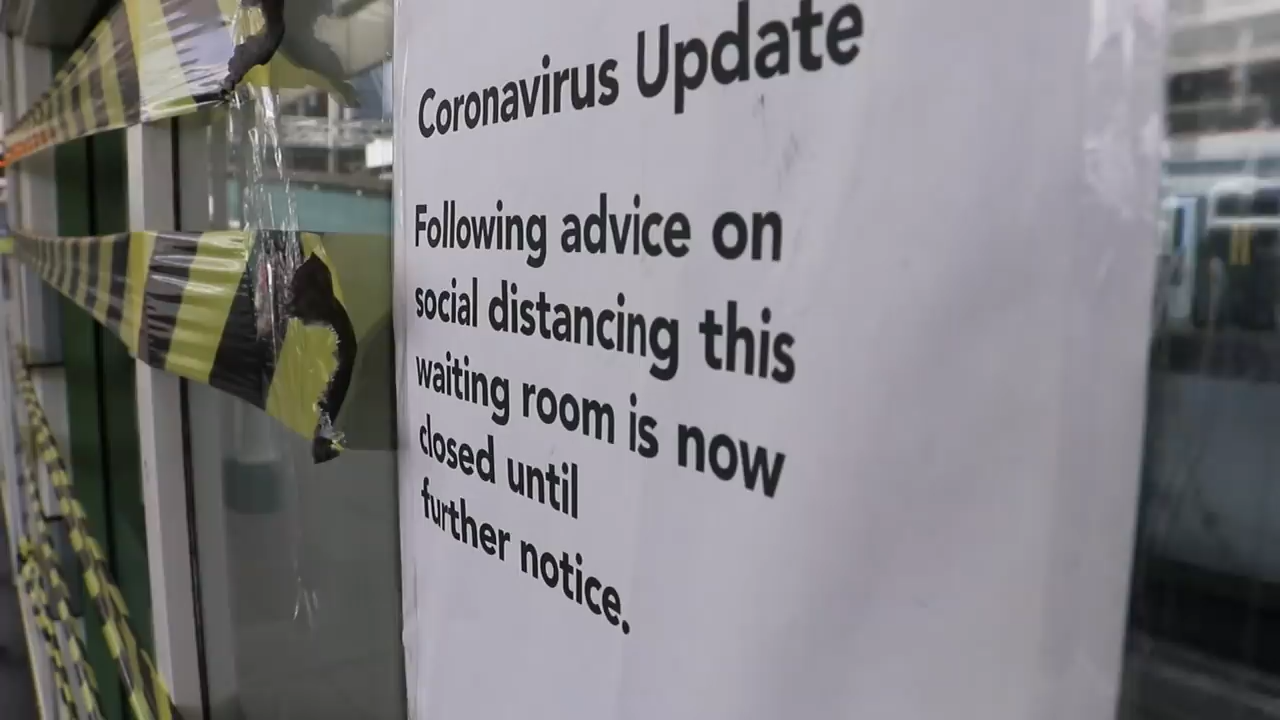 Coronavirus Update
Following advice on
social distancing this
waiting room is now
closed until
further notice.